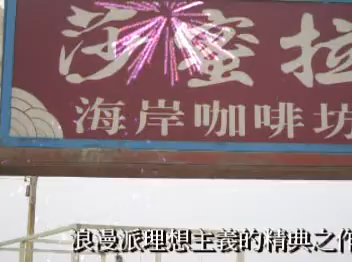 莎蜜拉
海岸咖啡坊
浪漫派理想主義的精典之作